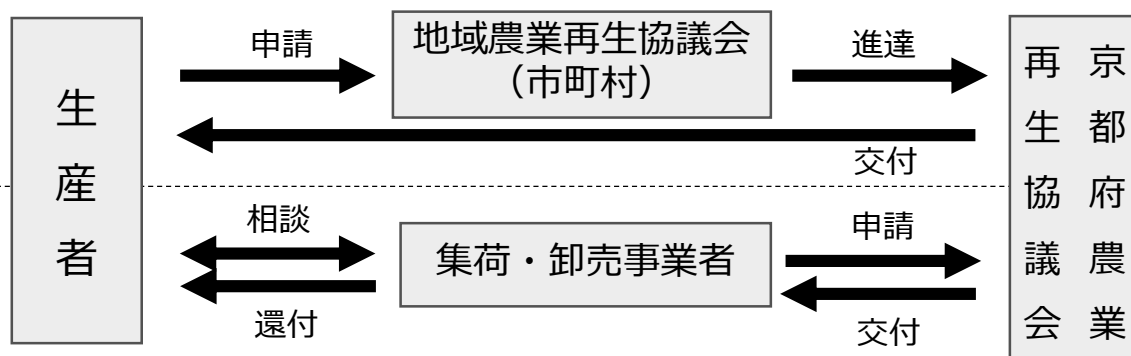 生産者
申請
地域農業再生協議会
（市町村）
進達
交付
相談
還付
集荷・卸売事業者
申請
交付
京都府農業
再生協議会